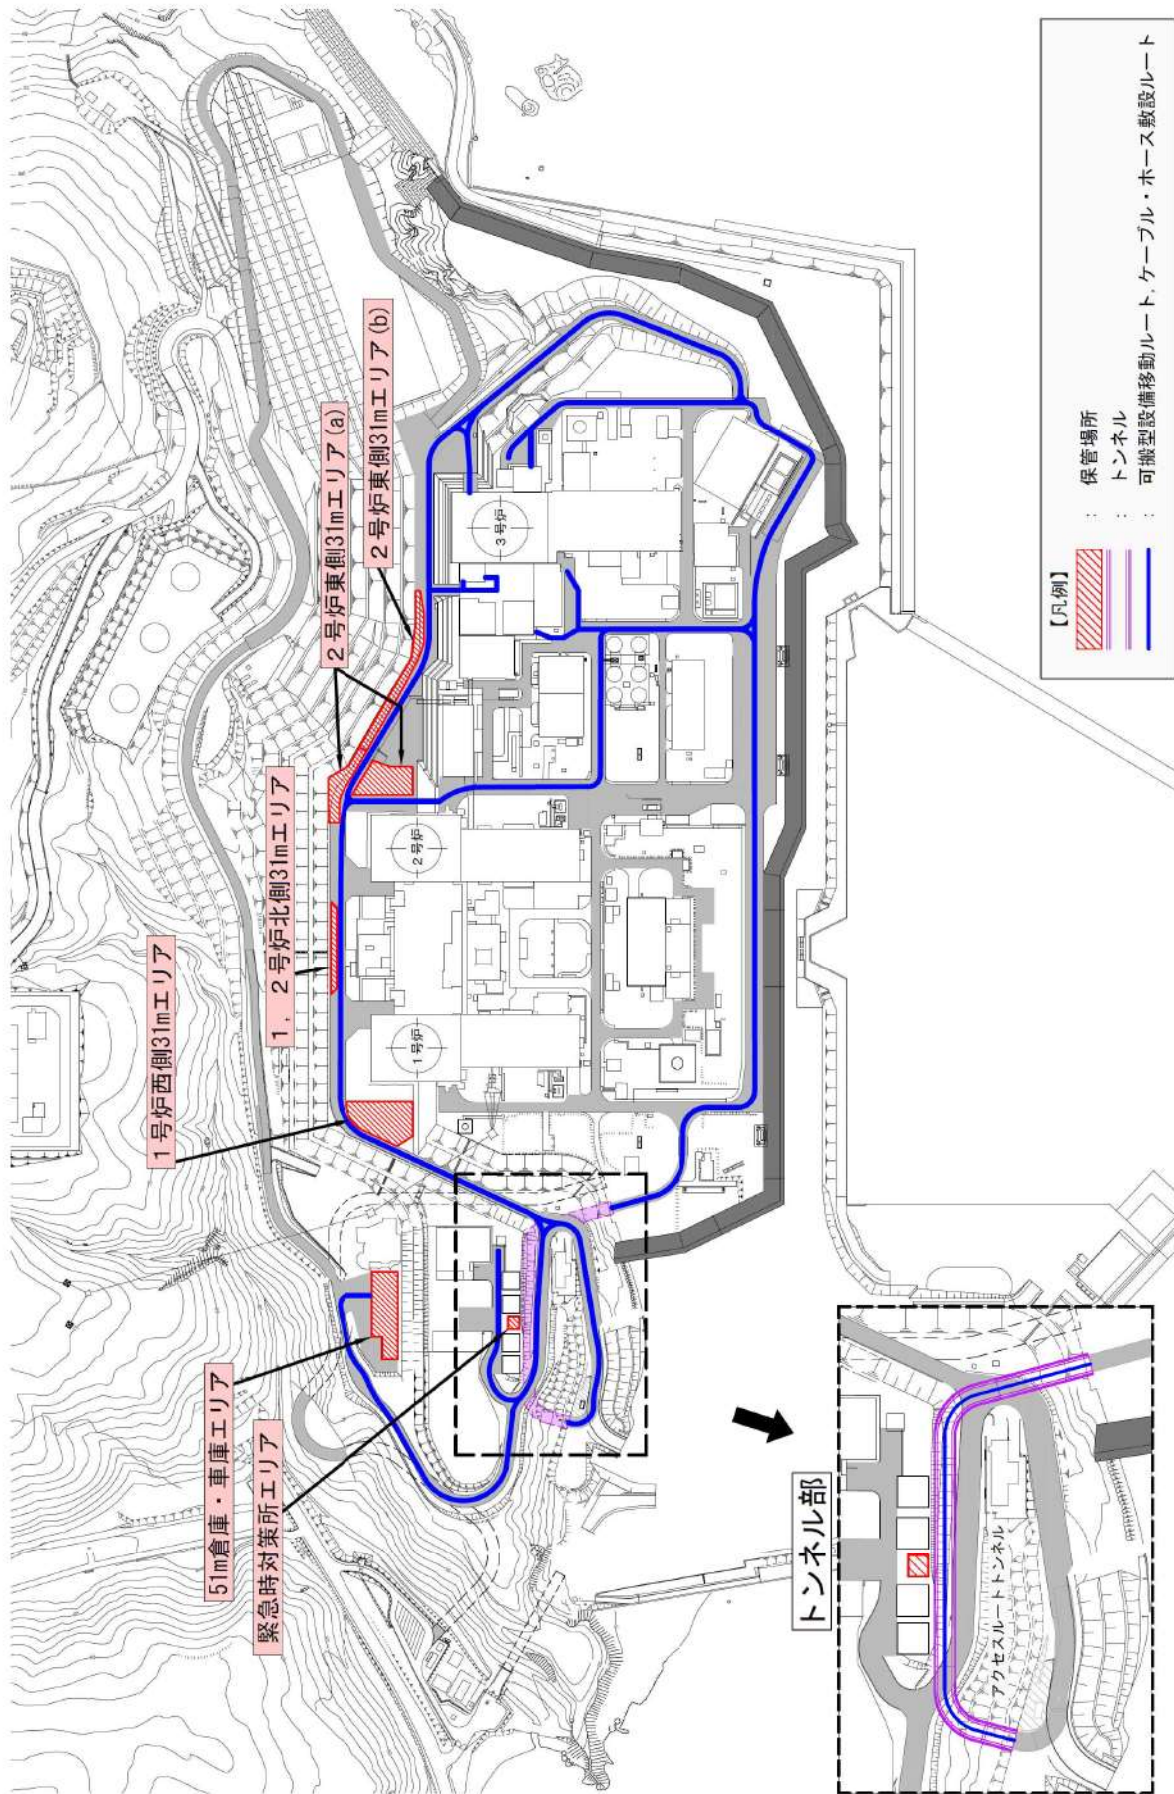 51m倉庫・車庫エリア
緊急時対策所エリア
1号炉西側31mエリア
1,2号炉北側31mエリア
2号炉東側31mエリア(a)
2号炉東側31mエリア(b)
1号炉
2号炉
3号炉
トンネル部
アクセスルートトンネル
【凡例】
: 保管場所
: トンネル
: 可搬型設備移動ルート,ケーブル・ホース敷設ルート